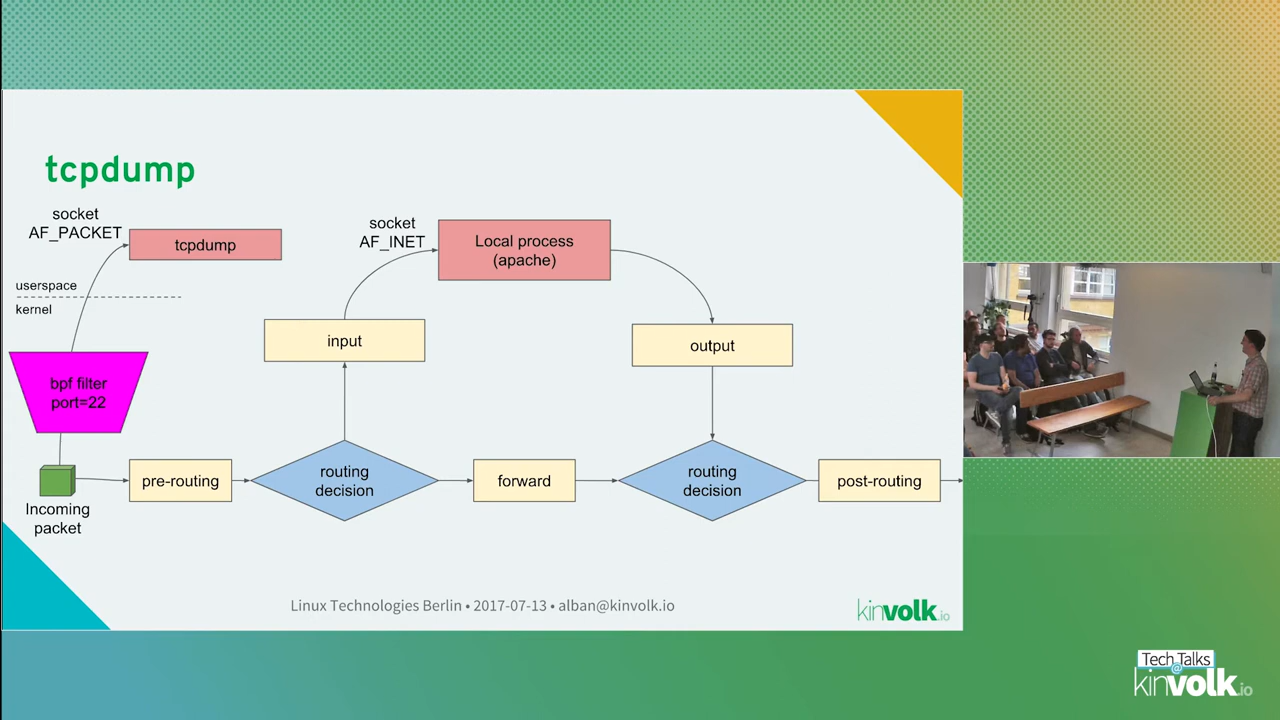 tcpdump
socket
AF_PACKET
tcpdump
socket
AF_INET
Local process
(apache)
userspace
kernel
input
output
bpf filter
port=22
pre-routing
routing
decision
forward
routing
decision
post-routing
Incoming
packet
Linux Technologies Berlin • 2017-07-13 • alban@kinvolk.io
kinvolk.io
Tech Talks
@
kinvolk.io